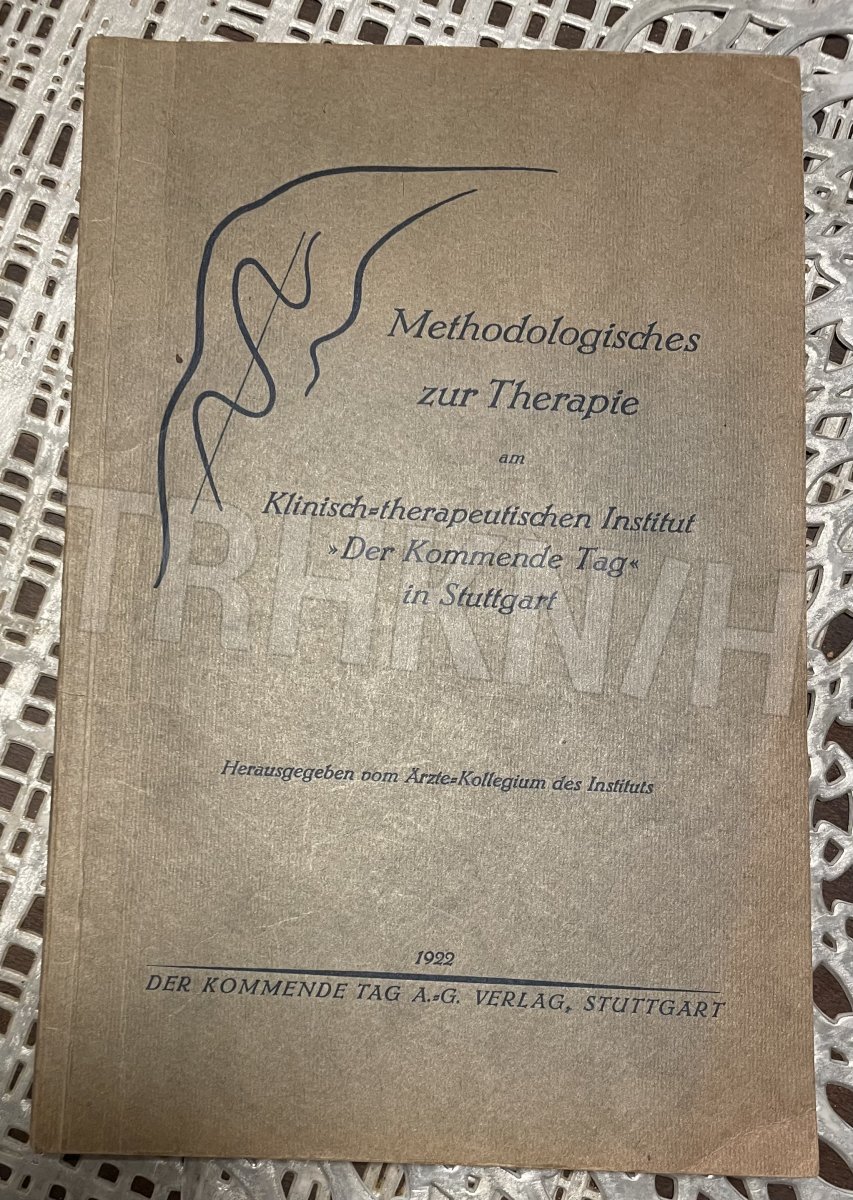 Methodologisches
zur Therapie
am
Klinisch=therapeutischen Institut
»Der Kommende Tag«
in Stuttgart
TRHKN/H
Herausgegeben vom Ärzte=Kollegium des Instituts
1922
DER KOMMENDE TAG A.=G. VERLAG, STUTTGART